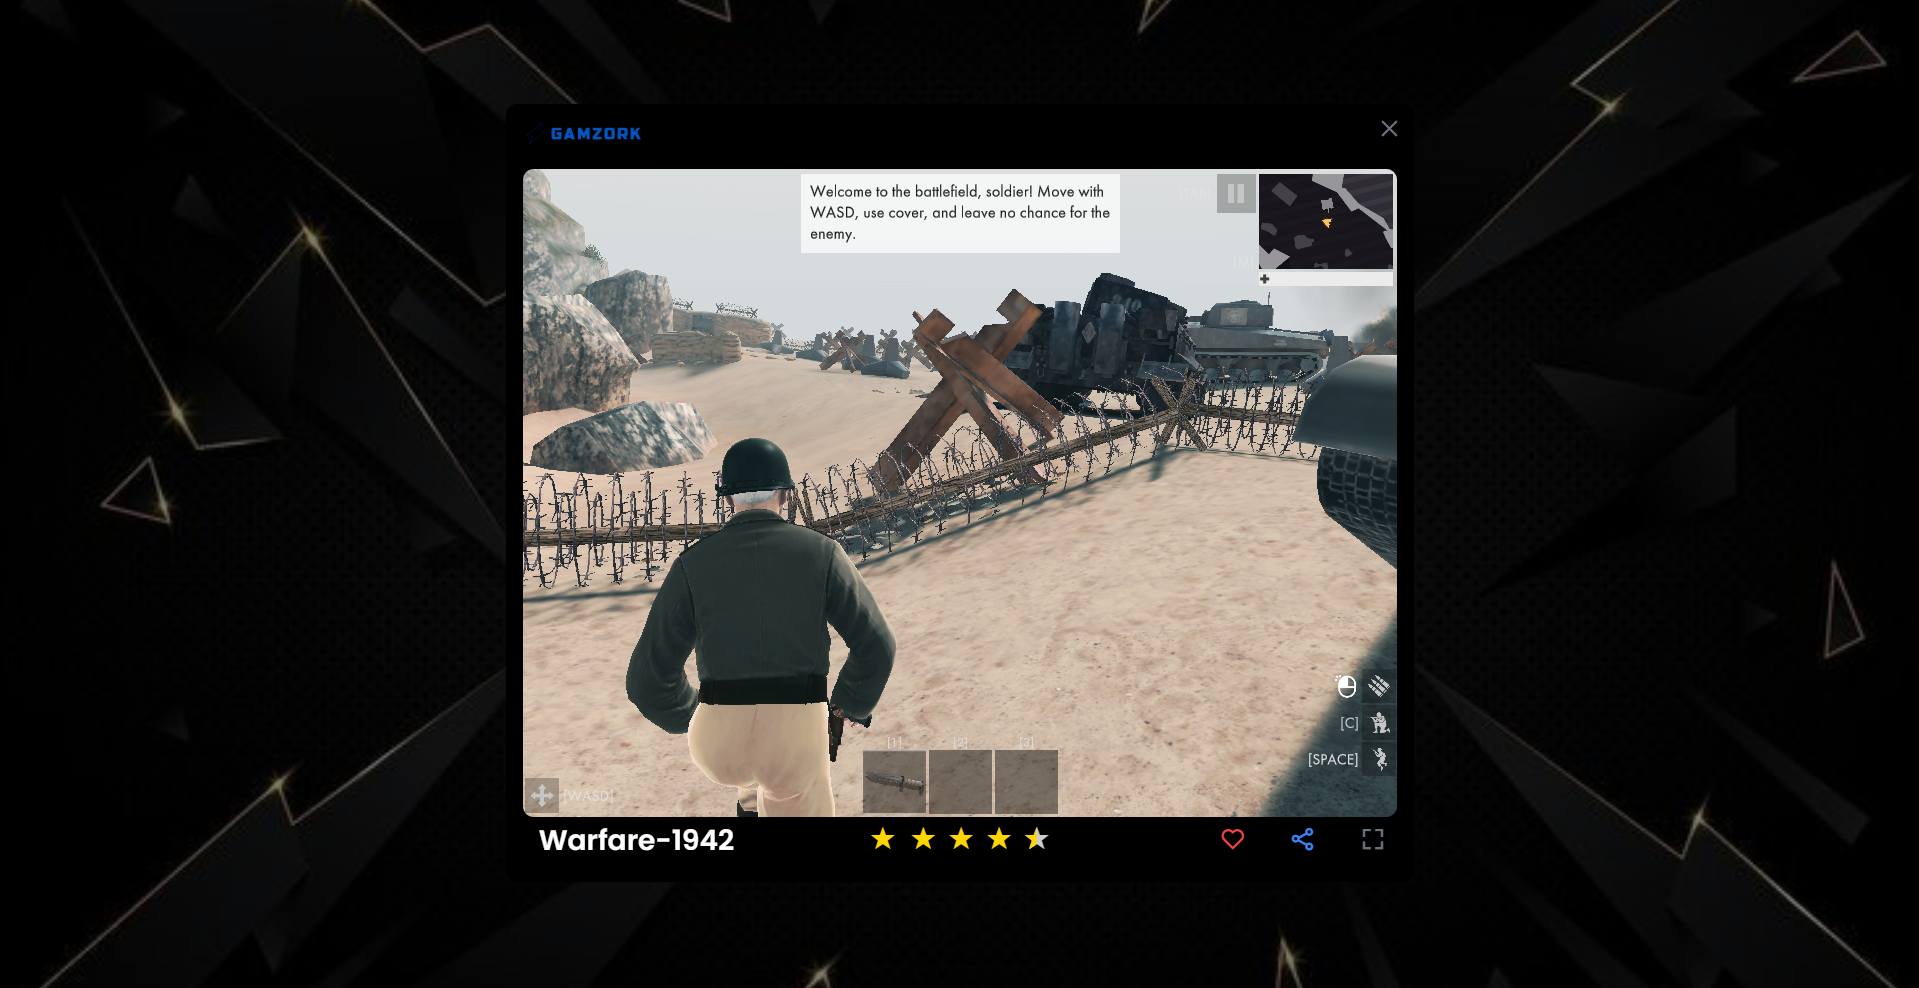 GAMZORK
Welcome to the battlefield, soldier! Move with
WASD, use cover, and leave no chance for the
enemy.
[TAB]
[M]
[C]
[SPACE]
[1] [2] [3]
[WASD]
Warfare-1942